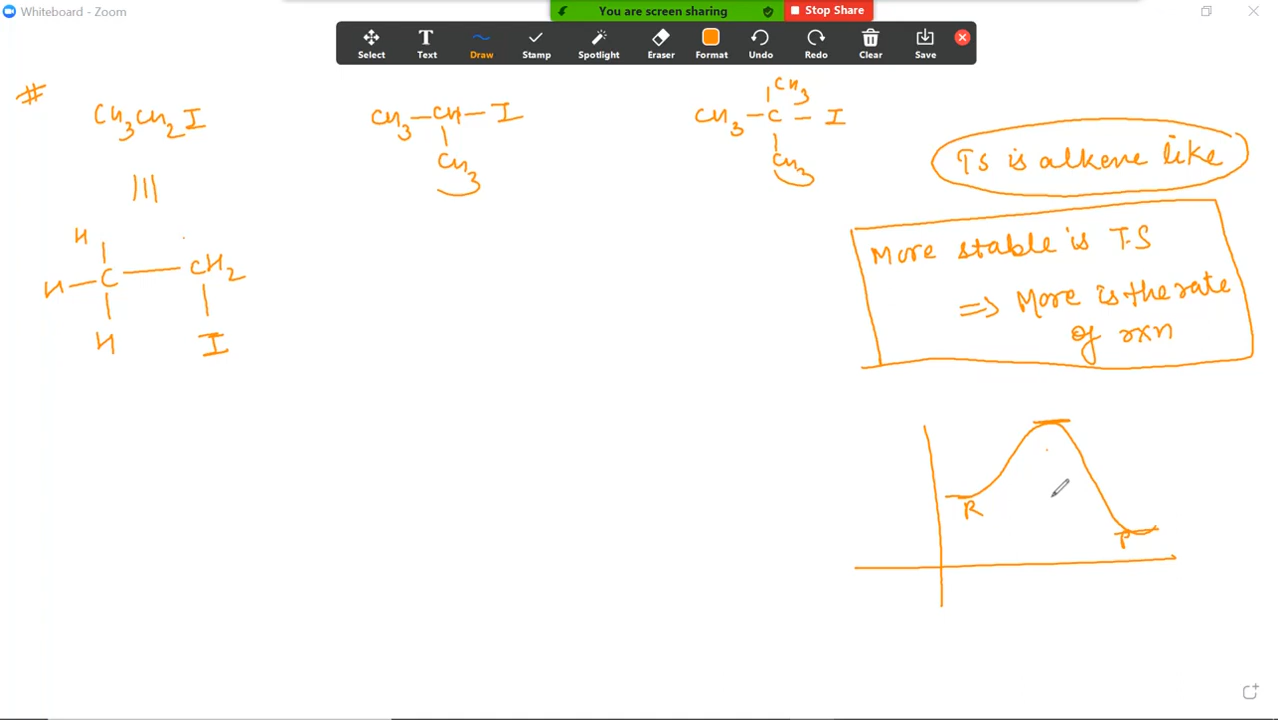 Whiteboard - Zoom
You are screen sharing
Stop Share
Select
Text
Draw
Stamp
Spotlight
Eraser
Format
Undo
Redo
Clear
Save
#
CH3CH2I
CH3-CH-I
CH3
CH3
CH3-C-I
CH3
TS is alkene like
H
H-C-CH2
H I
More stable is T.S
=> More is the rate
of rxn
R
P